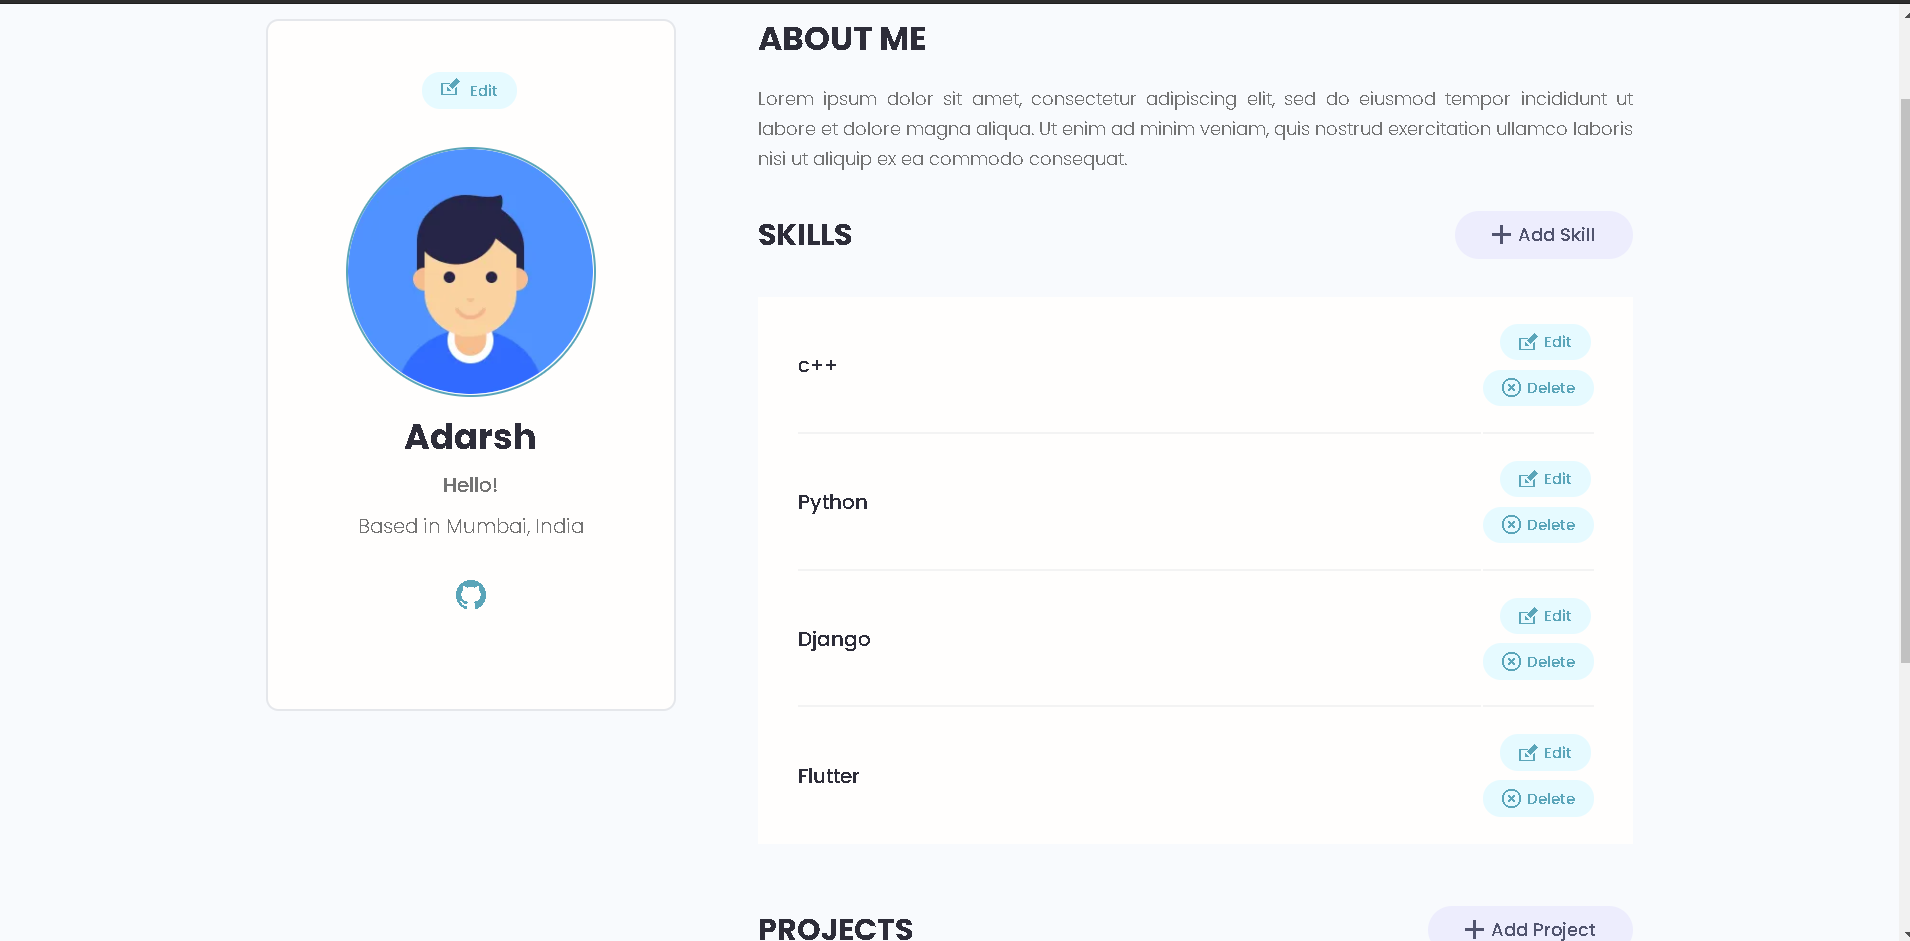 Edit
Adarsh
Hello!
Based in Mumbai, India
ABOUT ME
Lorem ipsum dolor sit amet, consectetur adipiscing elit, sed do eiusmod tempor incididunt ut
labore et dolore magna aliqua. Ut enim ad minim veniam, quis nostrud exercitation ullamco laboris
nisi ut aliquip ex ea commodo consequat.
SKILLS
Add Skill
c++
Edit
Delete
Python
Edit
Delete
Django
Edit
Delete
Flutter
Edit
Delete
PROJECTS
Add Project